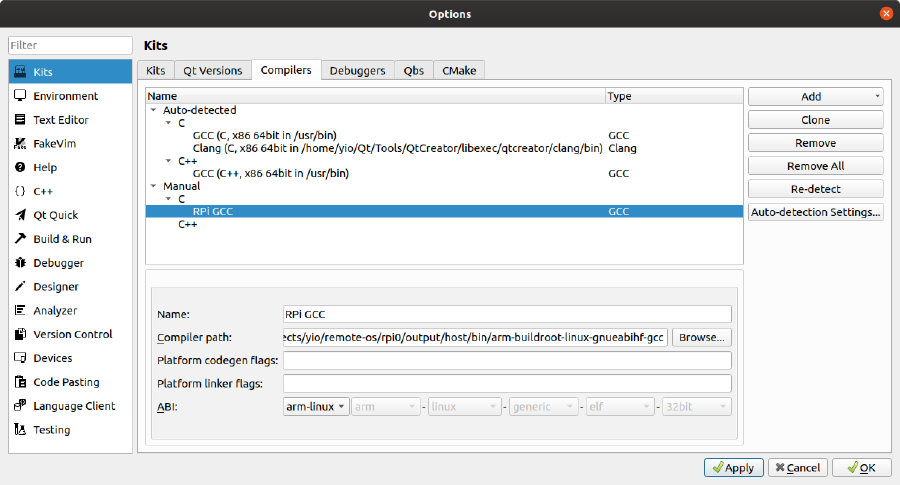 Options
Filter
Kits
Environment
Text Editor
FakeVim
Help
C++
Qt Quick
Build & Run
Debugger
Designer
Analyzer
Version Control
Devices
Code Pasting
Language Client
Testing
Kits
Kits Qt Versions Compilers Debuggers Qbs CMake
Name Type
Auto-detected
C
GCC (C, x86 64bit in /usr/bin) GCC
Clang (C, x86 64bit in /home/yio/Qt/Tools/QtCreator/libexec/qtcreator/clang/bin) Clang
C++
GCC (C++, x86 64bit in /usr/bin) GCC
Manual
C
RPi GCC GCC
C++
Add
Clone
Remove
Remove All
Re-detect
Auto-detection Settings...
Name: RPi GCC
Compiler path: ects/yio/remote-os/rpi0/output/host/bin/arm-buildroot-linux-gnueabihf-gcc Browse...
Platform codegen flags:
Platform linker flags:
ABI: arm-linux arm - linux - generic - elf - 32bit
Apply Cancel OK